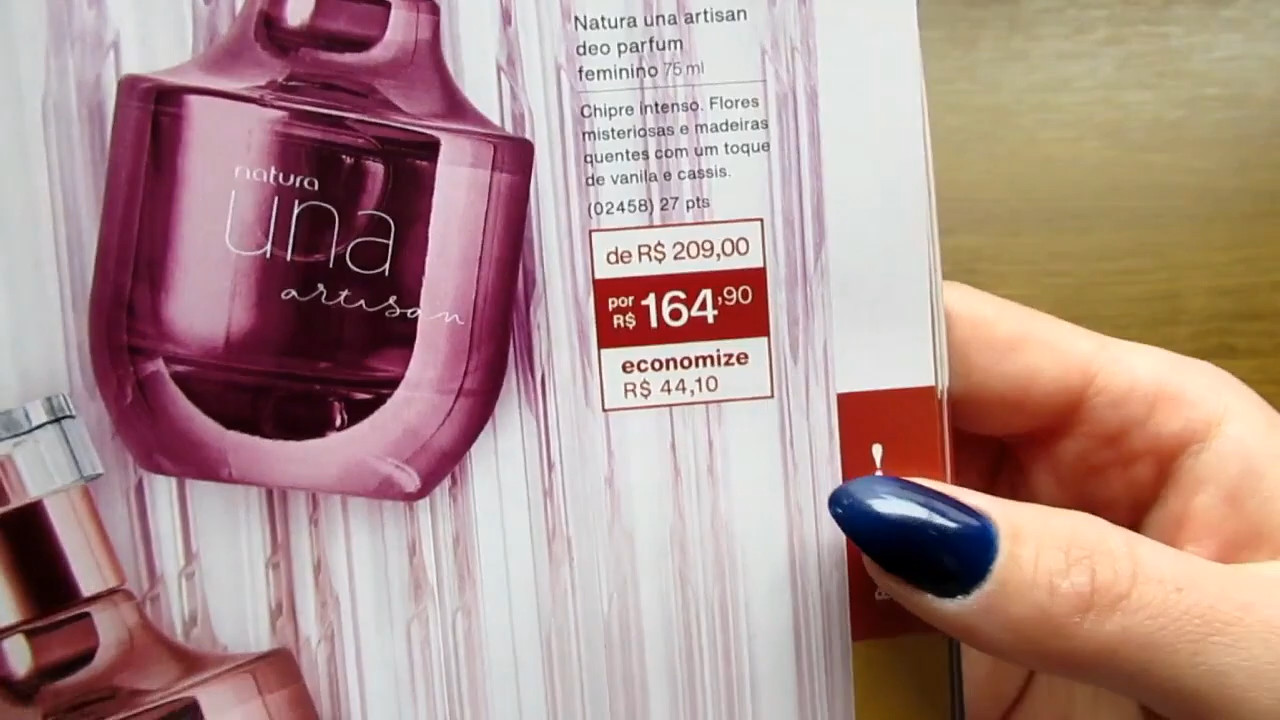 natura
una
artisan
Natura una artisan
deo parfum
feminino 75 ml
Chipre intenso. Flores
misteriosas e madeiras
quentes com um toque
de vanila e cassis.
(02458) 27 pts
de R$ 209,00
por
R$ 164,90
economize
R$ 44,10